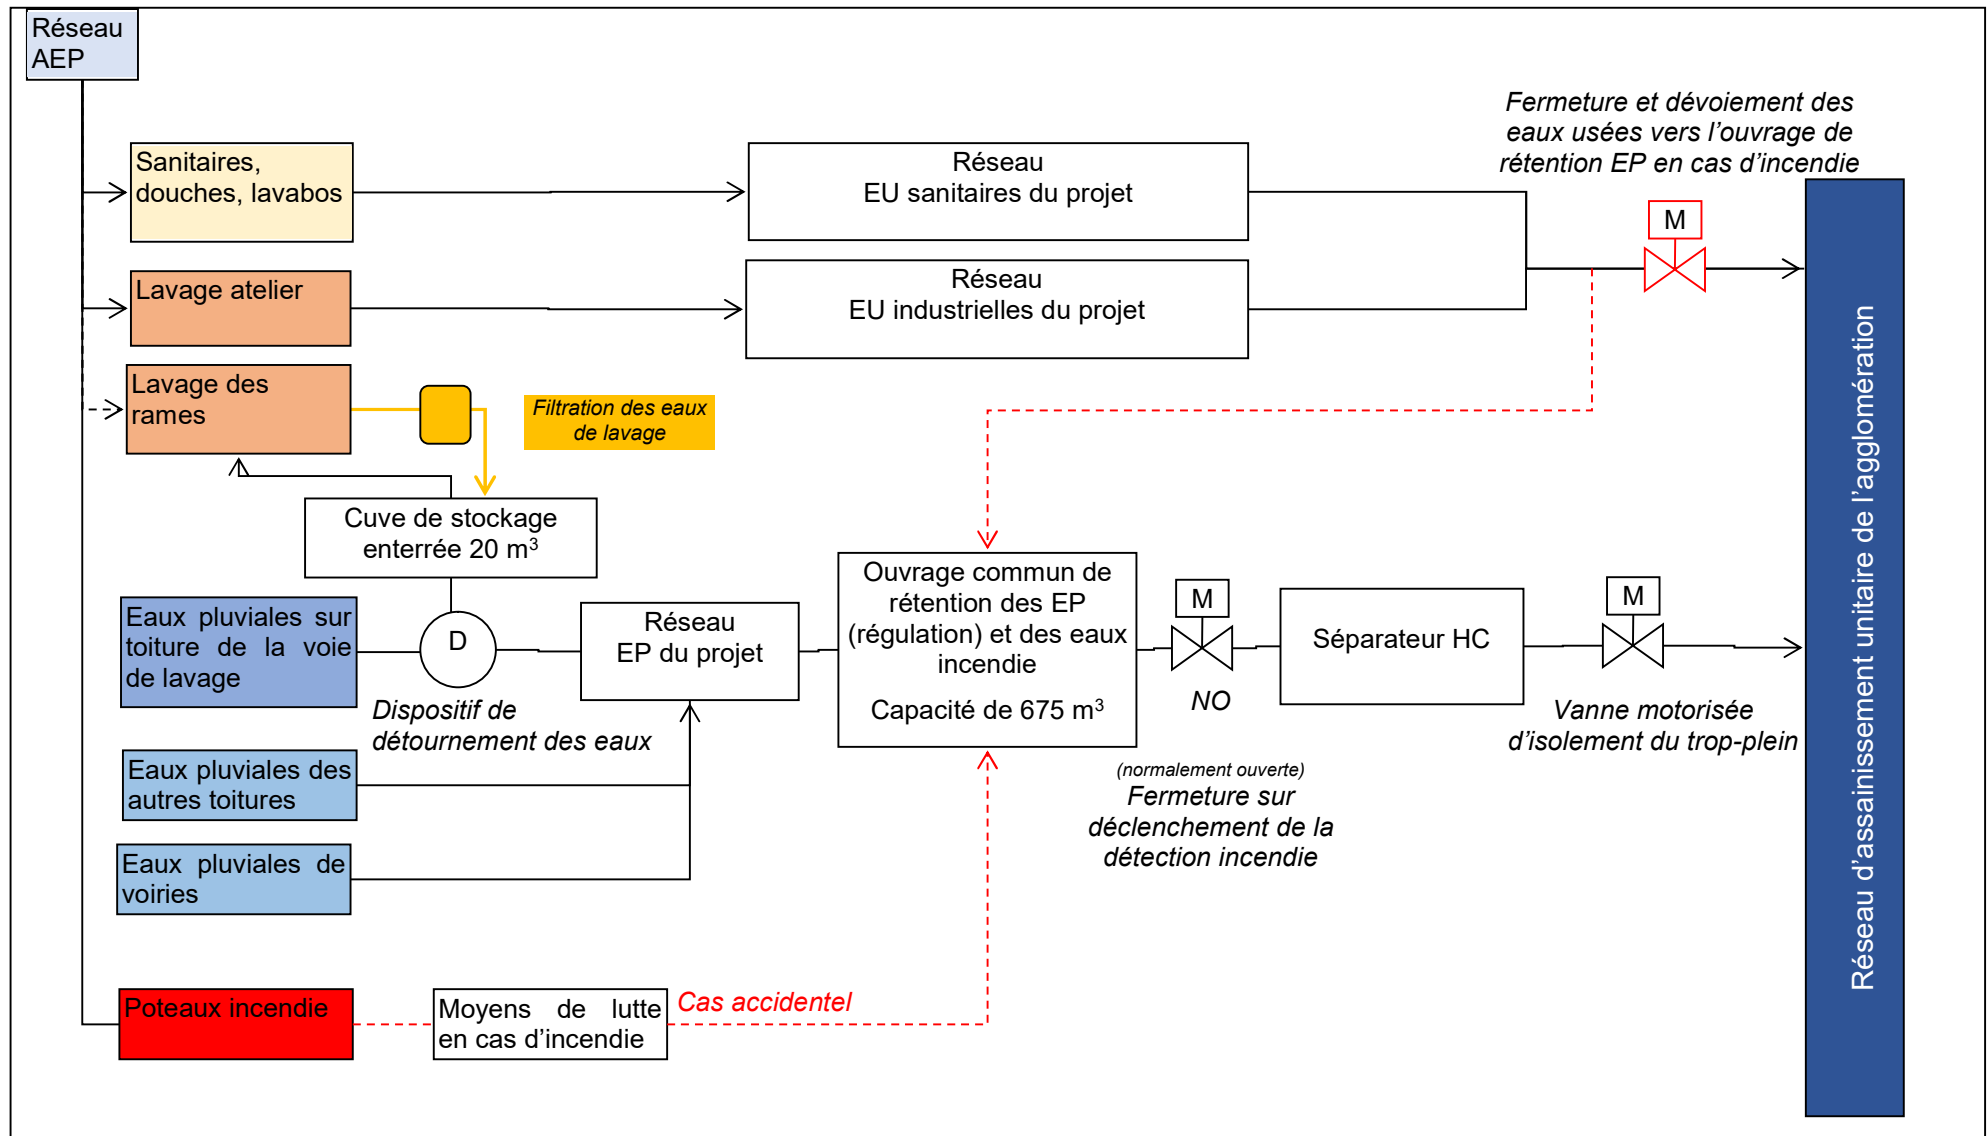 Réseau
AEP
Fermeture et dévoiement des
eaux usées vers l'ouvrage de
rétention EP en cas d'incendie
Sanitaires,
douches, lavabos
Réseau
EU sanitaires du projet
M
Lavage atelier
Réseau
EU industrielles du projet
Lavage des
rames
Filtration des eaux
de lavage
Cuve de stockage
enterrée 20 m³
Eaux pluviales sur
toiture de la voie
de lavage
D
Dispositif de
détournement des eaux
Réseau
EP du projet
Ouvrage commun de
rétention des EP
(régulation) et des eaux
incendie
Capacité de 675 m³
M
NO
(normalement ouverte)
Fermeture sur
déclenchement de la
détection incendie
Séparateur HC
M
Vanne motorisée
d'isolement du trop-plein
Eaux pluviales des
autres toitures
Eaux pluviales de
voiries
Poteaux incendie
Moyens de lutte
en cas d'incendie
Cas accidentel
Réseau d'assainissement unitaire de l'agglomération